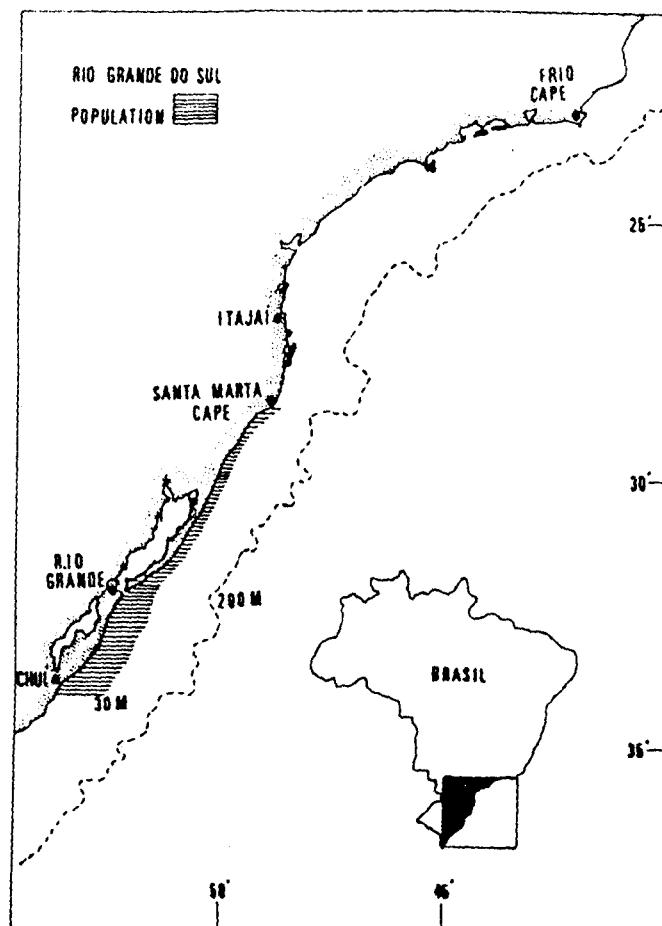 RIO GRANDE DO SUL
POPULATION
FRIO
CAPE
25°
ITAJAÍ
SANTA MARTA
CAPE
30°
RIO
GRANDE
200 M
CHUÍ
30 M
BRASIL
35°
50°
45°